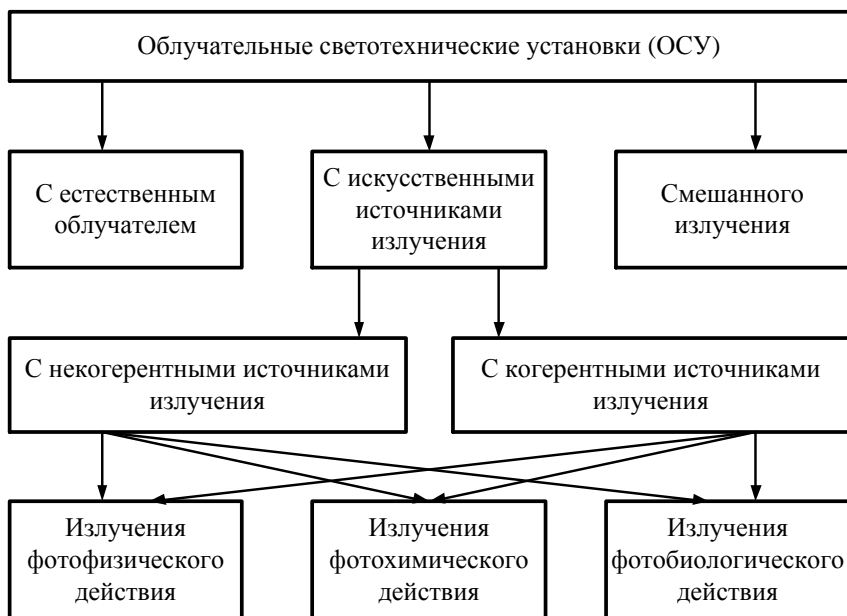 Облучательные светотехнические установки (ОСУ)
С естественным
облучателем
С искусственными
источниками
излучения
Смешанного
излучения
С некогерентными источниками
излучения
С когерентными источниками
излучения
Излучения
фотофизического
действия
Излучения
фотохимического
действия
Излучения
фотобиологического
действия